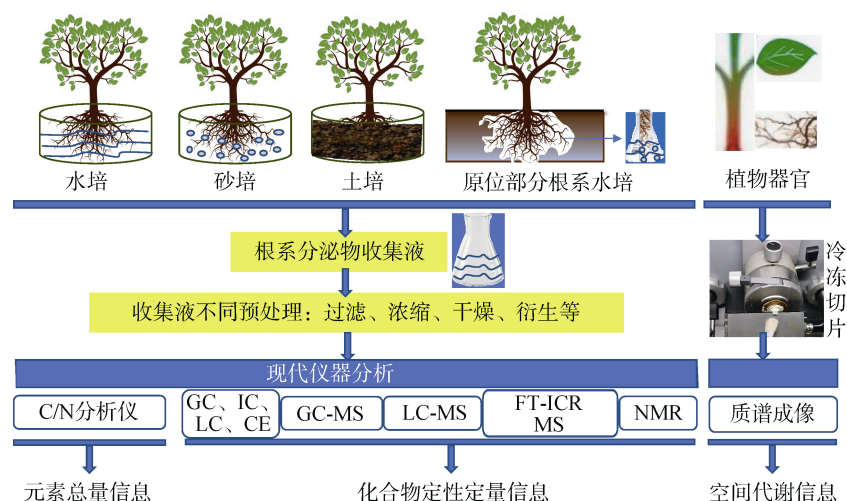 水培
砂培
土培
原位部分根系水培
植物器官
根系分泌物收集液
冷
冻
切
片
收集液不同预处理：过滤、浓缩、干燥、衍生等
现代仪器分析
C/N分析仪
GC、IC、
LC、CE
GC-MS
LC-MS
FT-ICR
MS
NMR
质谱成像
元素总量信息
化合物定性定量信息
空间代谢信息